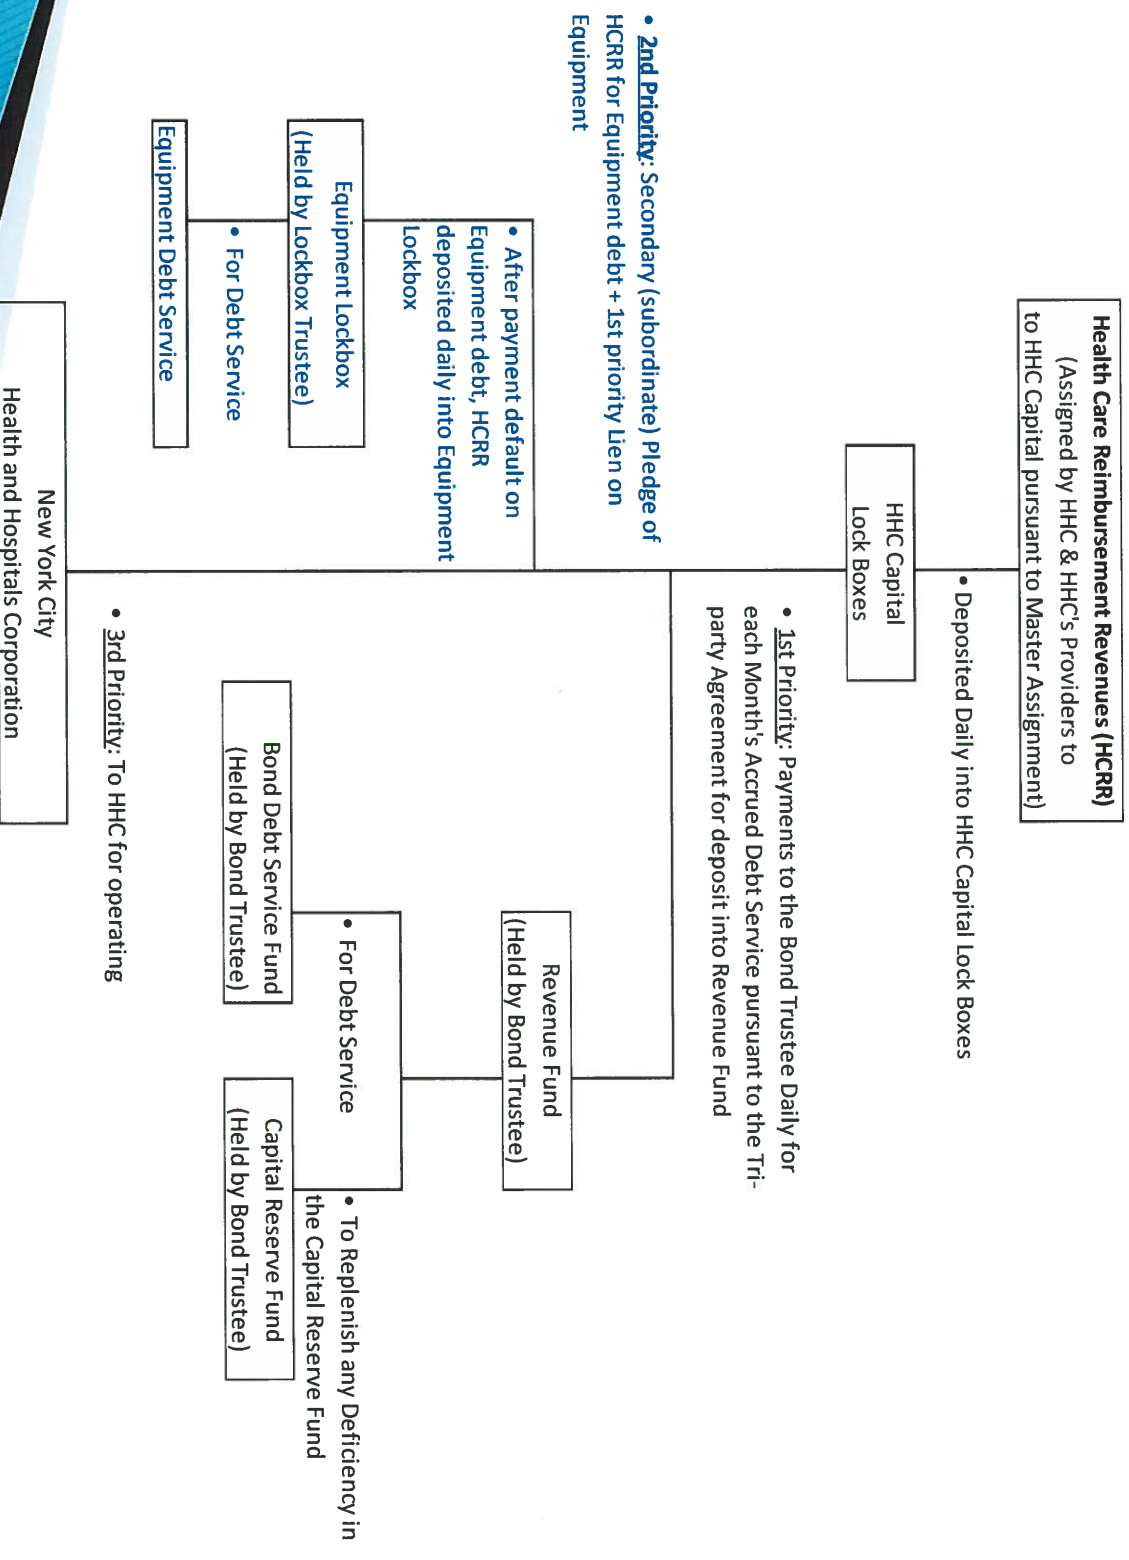 Health Care Reimbursement Revenues (HCRR)
(Assigned by HHC & HHC's Providers to
to HHC Capital pursuant to Master Assignment)
• Deposited Daily into HHC Capital Lock Boxes
HHC Capital
Lock Boxes
• 1st Priority: Payments to the Bond Trustee Daily for
each Month's Accrued Debt Service pursuant to the Tri-
party Agreement for deposit into Revenue Fund
• 2nd Priority: Secondary (subordinate) Pledge of
HCRR for Equipment debt + 1st priority Lien on
Equipment
Revenue Fund
(Held by Bond Trustee)
• After payment default on
Equipment debt, HCRR
deposited daily into Equipment
Lockbox
Equipment Lockbox
(Held by Lockbox Trustee)
• For Debt Service
• To Replenish any Deficiency in
the Capital Reserve Fund
Bond Debt Service Fund
(Held by Bond Trustee)
Capital Reserve Fund
(Held by Bond Trustee)
• For Debt Service
Equipment Debt Service
• 3rd Priority: To HHC for operating
New York City
Health and Hospitals Corporation